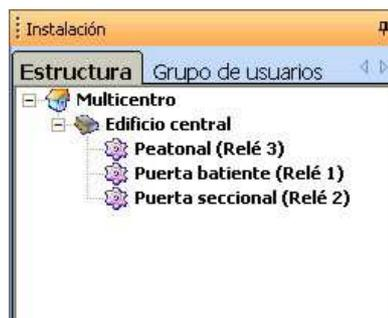 Instalación
Estructura Grupo de usuarios
Multicentro
Edificio central
Peatonal (Relé 3)
Puerta batiente (Relé 1)
Puerta seccional (Relé 2)